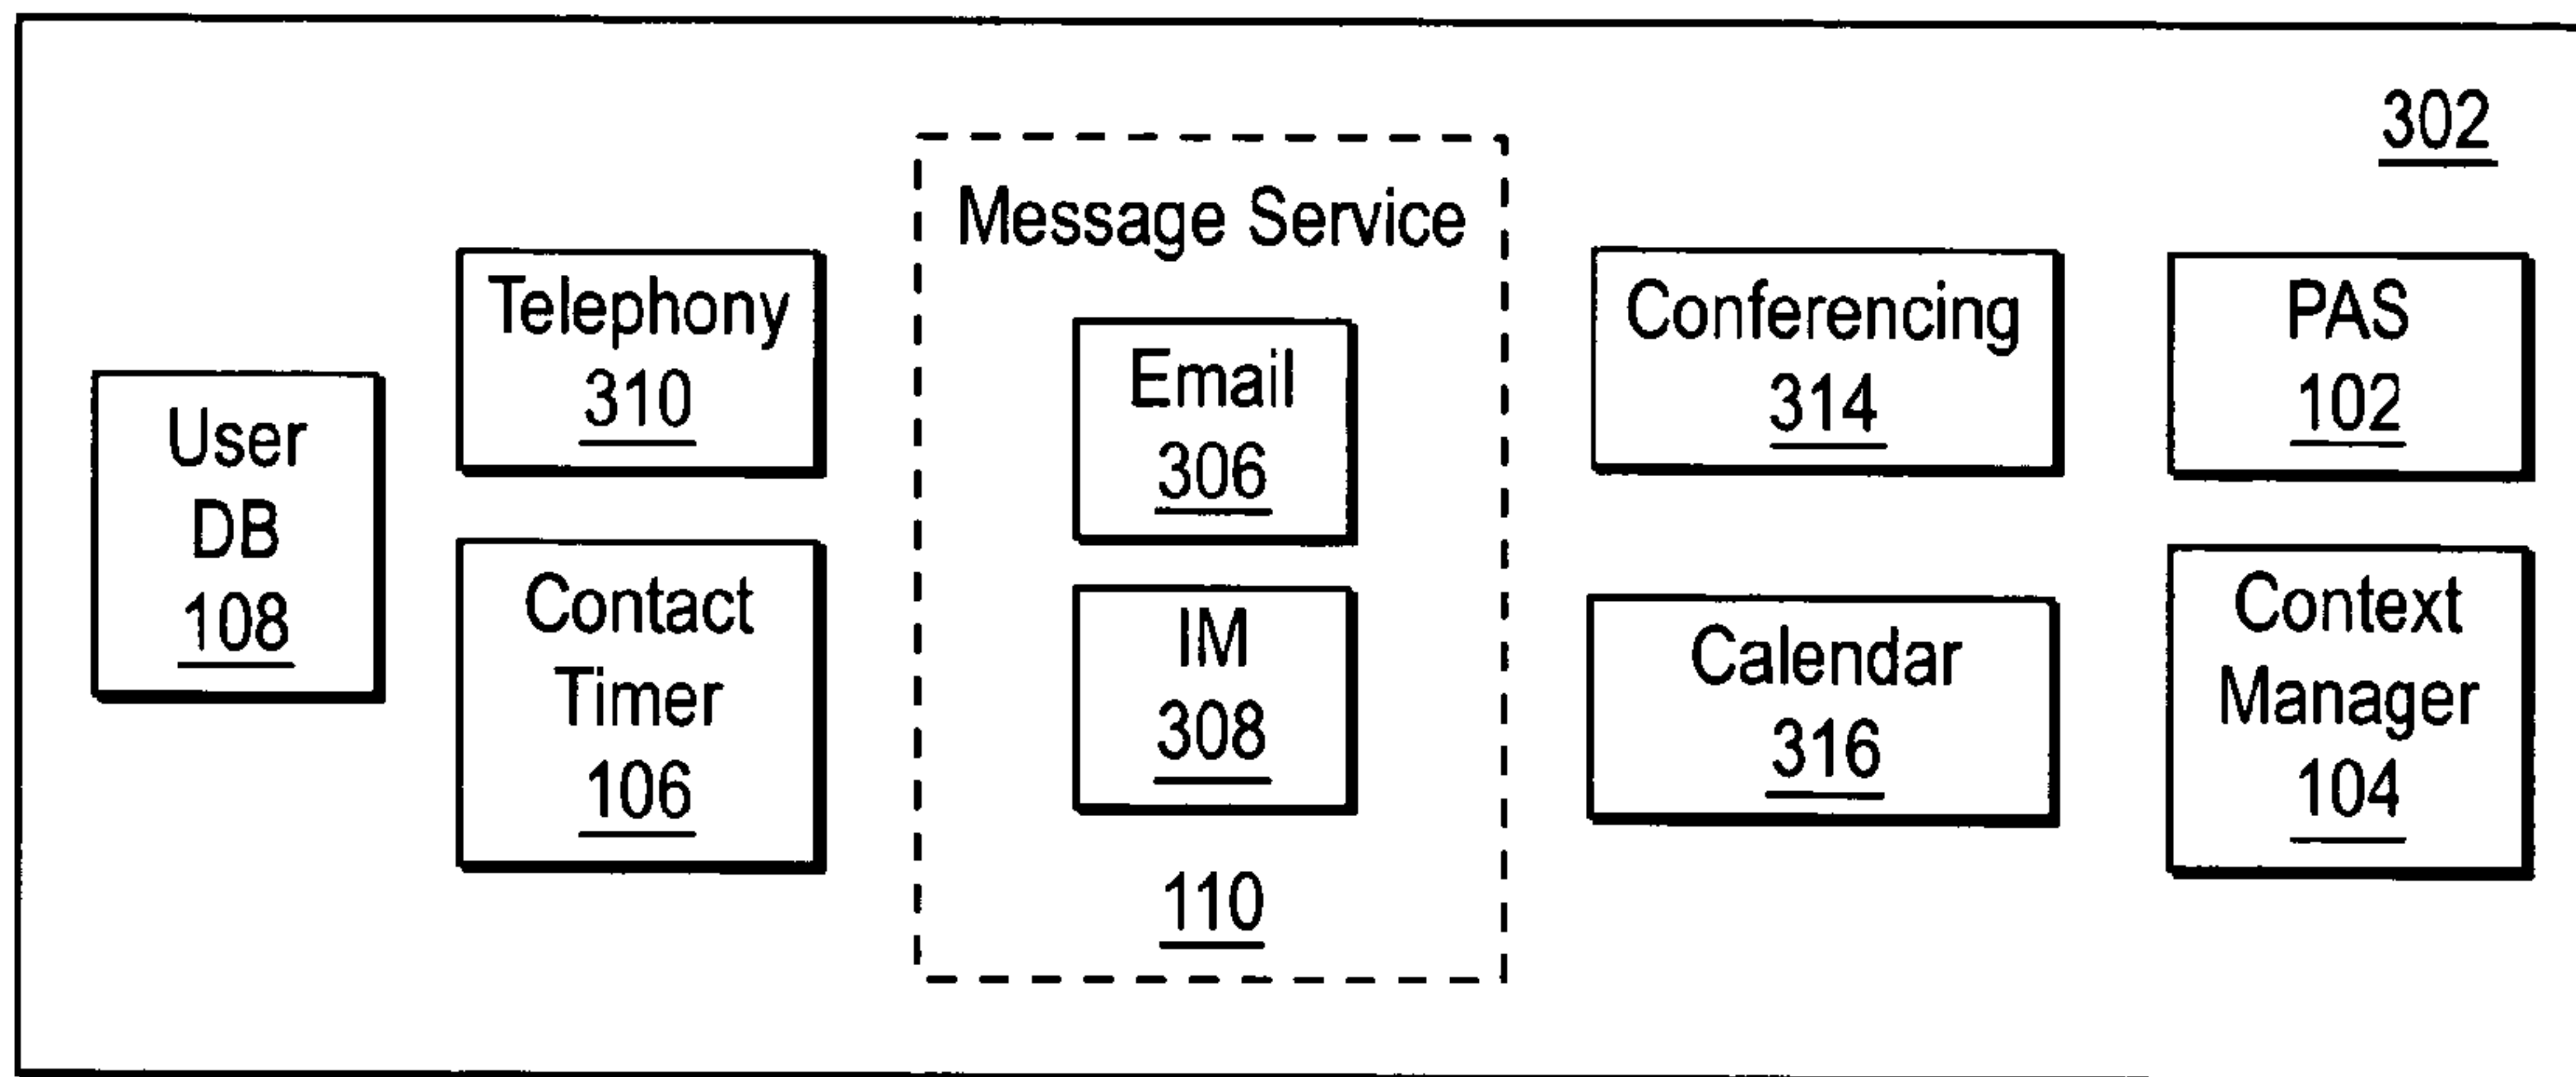 302
User
DB
108
Telephony
310
Contact
Timer
106
Message Service
Email
306
IM
308
110
Conferencing
314
Calendar
316
PAS
102
Context
Manager
104